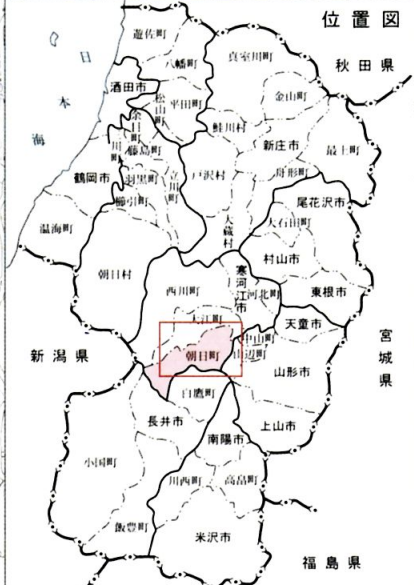 位置図
日本海
秋田県
宮城県
新潟県
福島県
遊佐町
八幡町
真室川町
酒田市
松山町
平田町
金山町
余目町
鮭川村
新庄市
最上町
藤島町
川町
鶴岡市
羽黒町
立川町
戸沢村
舟形町
櫛引町
尾花沢市
温海町
大蔵村
大石田町
朝日村
村山市
西川町
寒河江市
河北町
東根市
大江町
天童市
中山町
朝日町
山辺町
山形市
白鷹町
長井市
上山市
南陽市
小国町
川西町
高畠町
飯豊町
米沢市